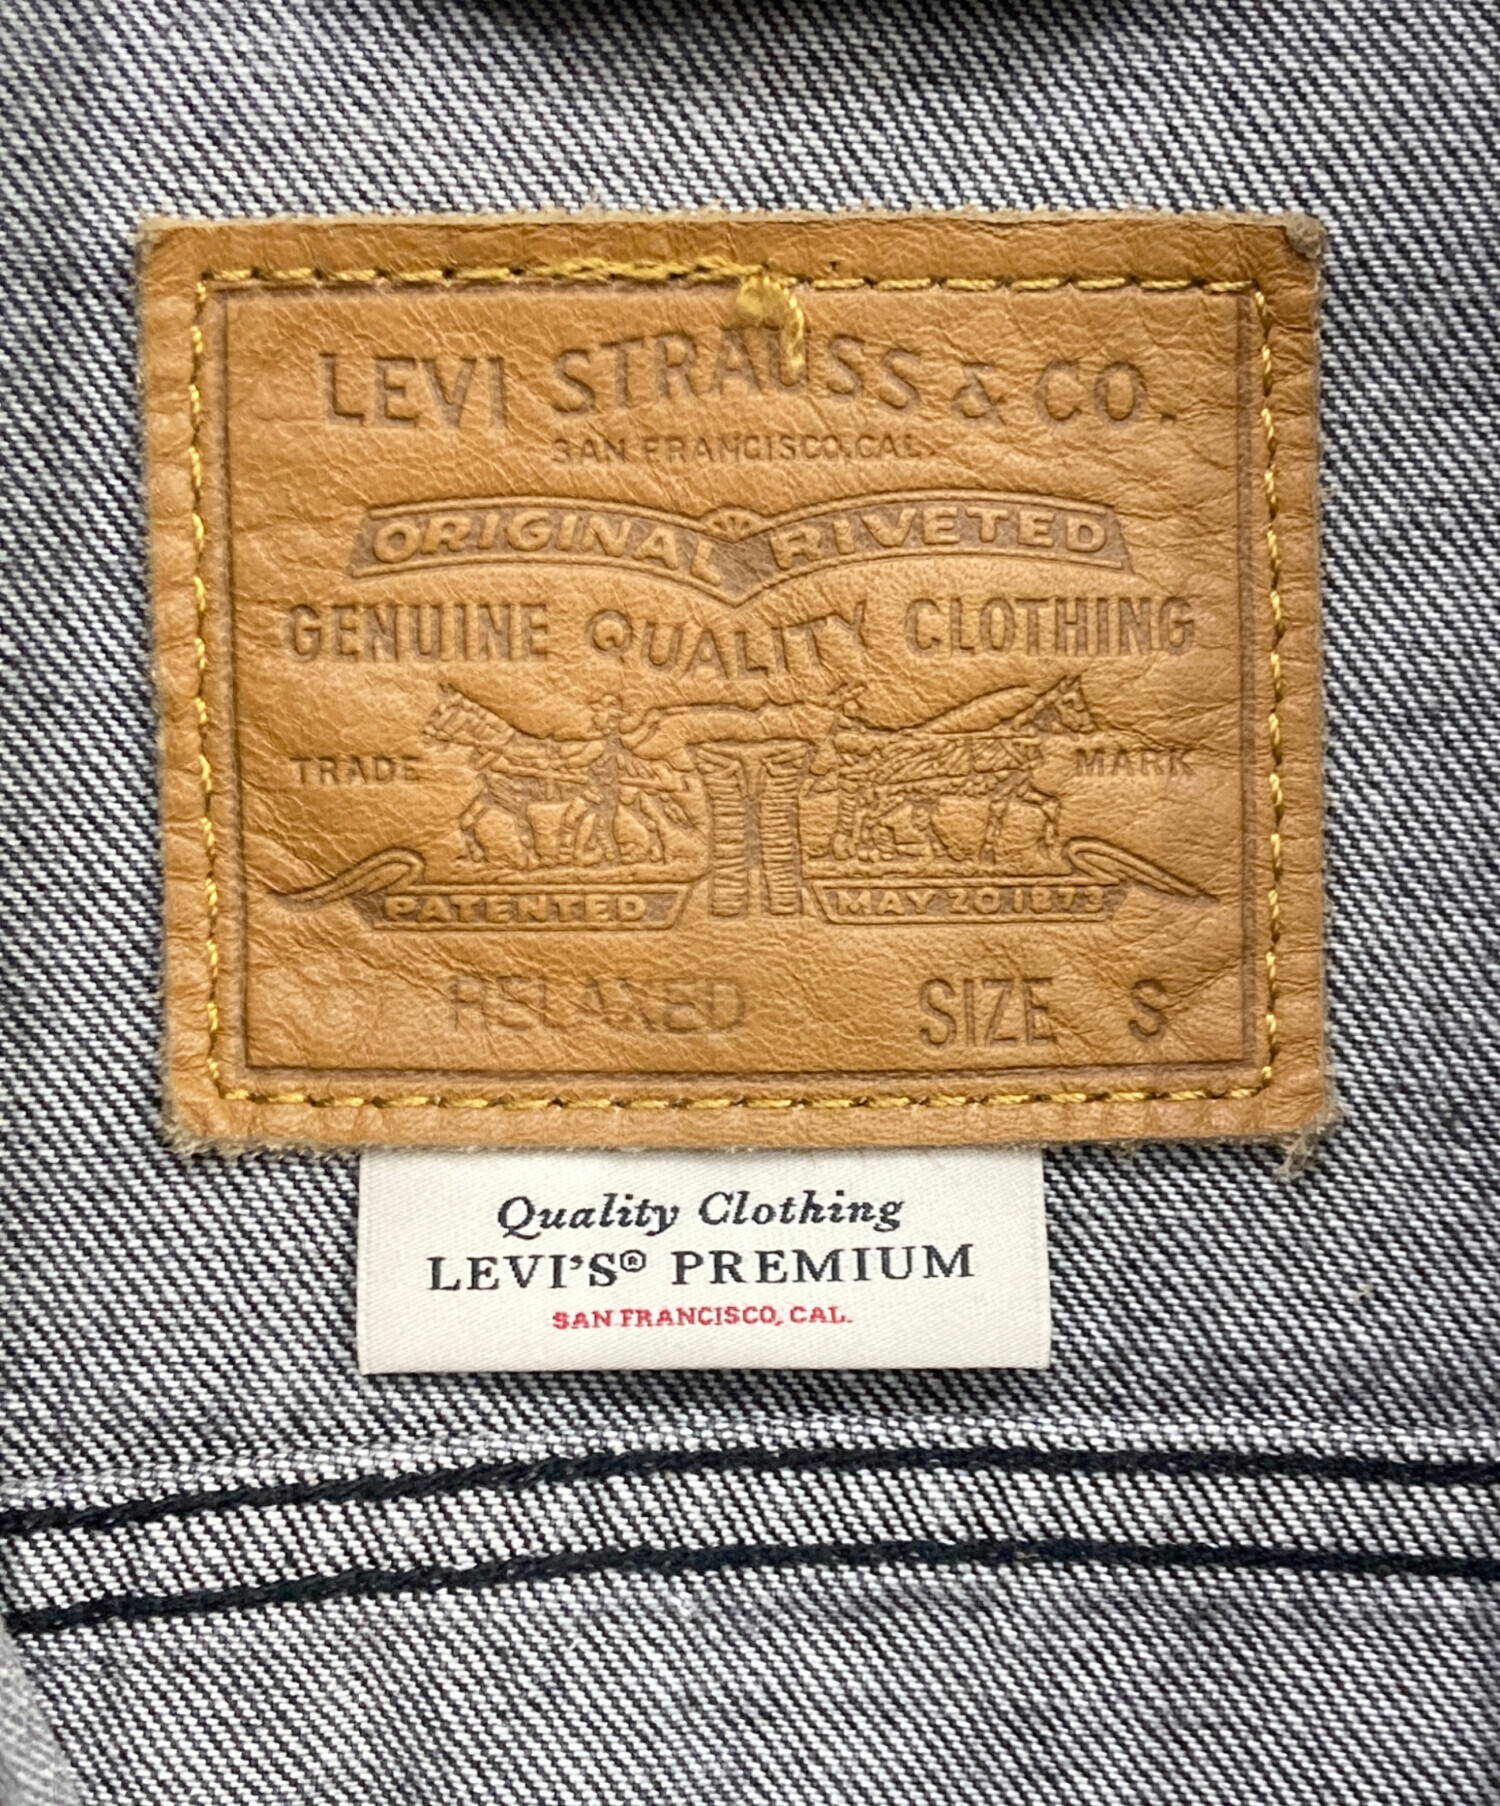 LEVI STRAUSS & CO.
SAN FRANCISCO, CAL.
ORIGINAL RIVETED
GENUINE QUALITY CLOTHING
TRADE MARK
PATENTED MAY 20 1873
RELAXED SIZE S
Quality Clothing
LEVI'S® PREMIUM
SAN FRANCISCO, CAL.